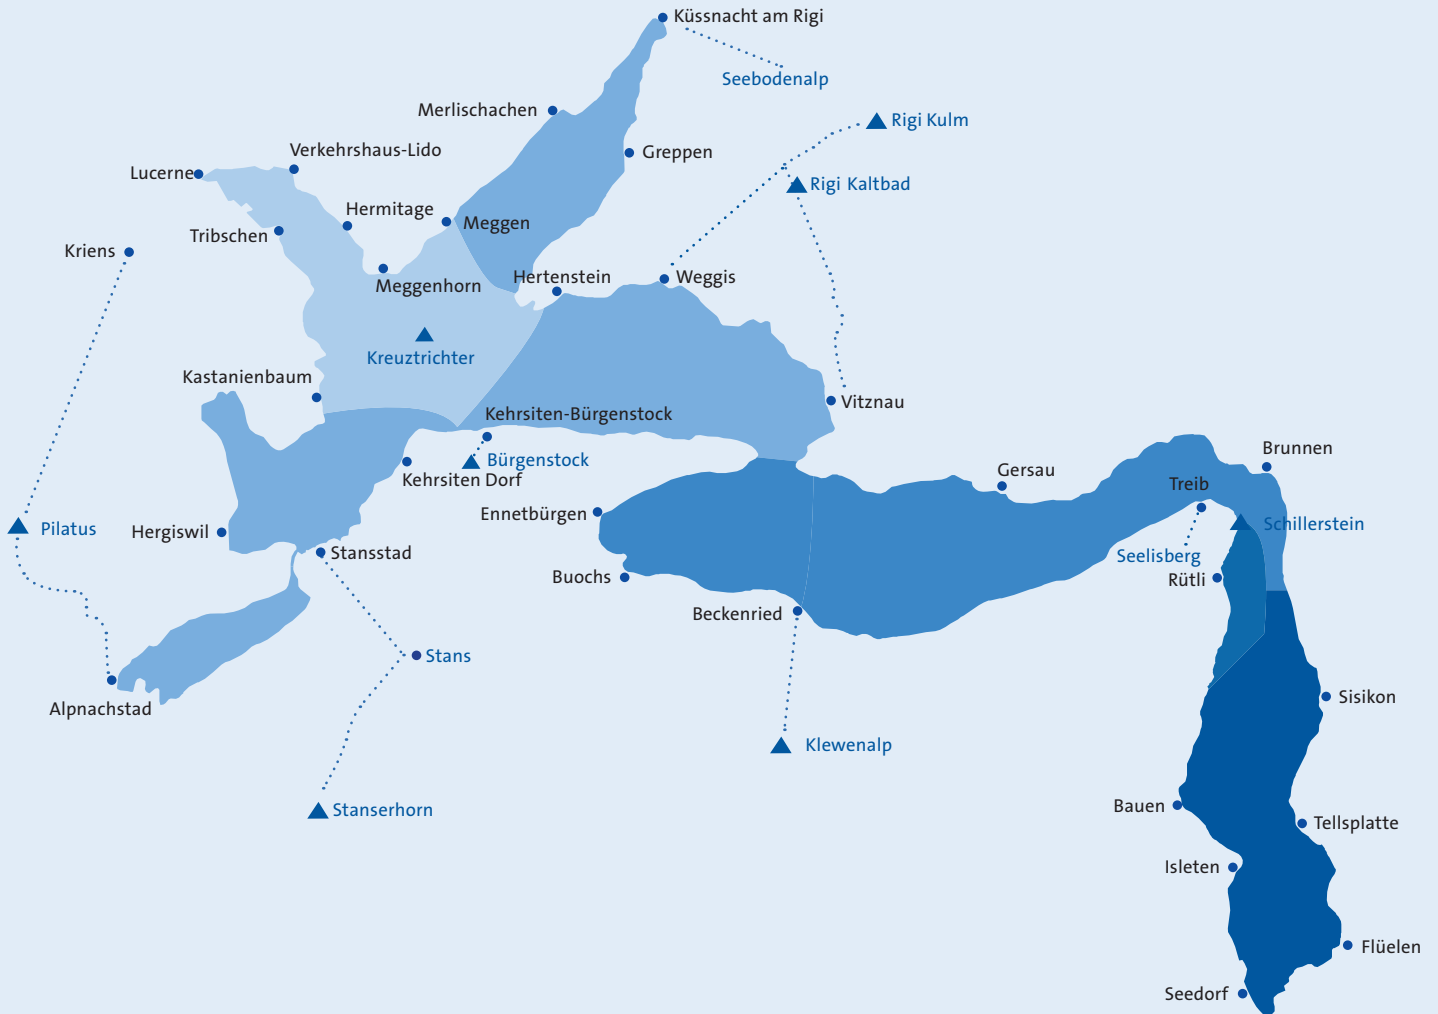 Küssnacht am Rigi
Seebodenalp
Merlischachen
Rigi Kulm
Verkehrshaus-Lido
Greppen
Lucerne
Rigi Kaltbad
Hermitage
Meggen
Tribschen
Kriens
Meggenhorn
Hertenstein
Weggis
Kreuztrichter
Kastanienbaum
Vitznau
Kehrsiten-Bürgenstock
Brunnen
Bürgenstock
Gersau
Kehrsiten Dorf
Treib
Ennetbürgen
Schillerstein
Pilatus
Hergiswil
Stansstad
Seelisberg
Buochs
Rütli
Beckenried
Stans
Sisikon
Alpnachstad
Klewenalp
Bauen
Stanserhorn
Tellsplatte
Isleten
Flüelen
Seedorf